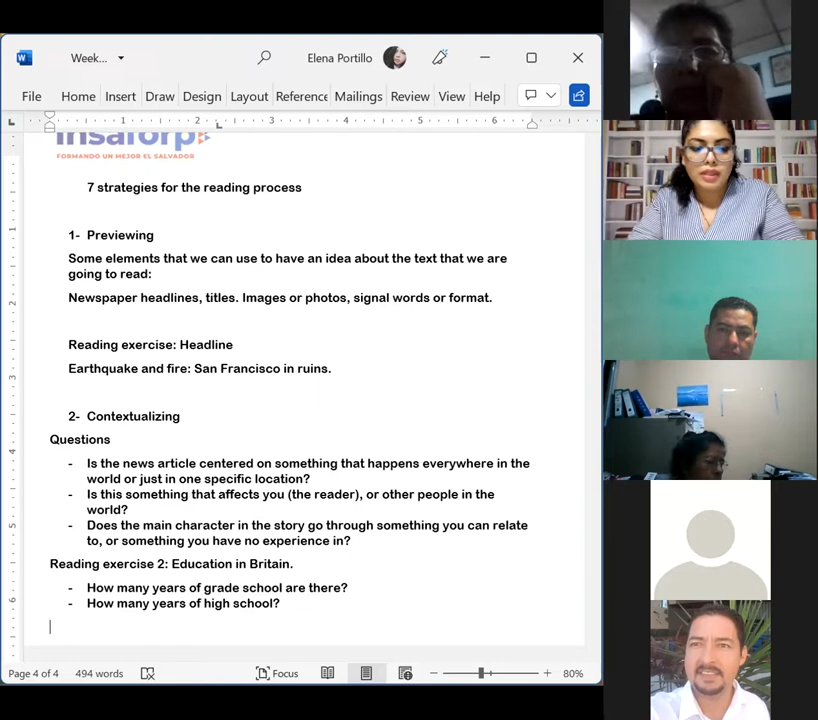 Week...
Elena Portillo
File Home Insert Draw Design Layout Reference Mailings Review View Help
1 2 3 4 5 6
insaforp
FORMANDO UN MEJOR EL SALVADOR
7 strategies for the reading process
1- Previewing
Some elements that we can use to have an idea about the text that we are
going to read:
Newspaper headlines, titles. Images or photos, signal words or format.
Reading exercise: Headline
Earthquake and fire: San Francisco in ruins.
2- Contextualizing
Questions
- Is the news article centered on something that happens everywhere in the
world or just in one specific location?
- Is this something that affects you (the reader), or other people in the
world?
- Does the main character in the story go through something you can relate
to, or something you have no experience in?
Reading exercise 2: Education in Britain.
- How many years of grade school are there?
- How many years of high school?
Page 4 of 4 494 words Focus 80%